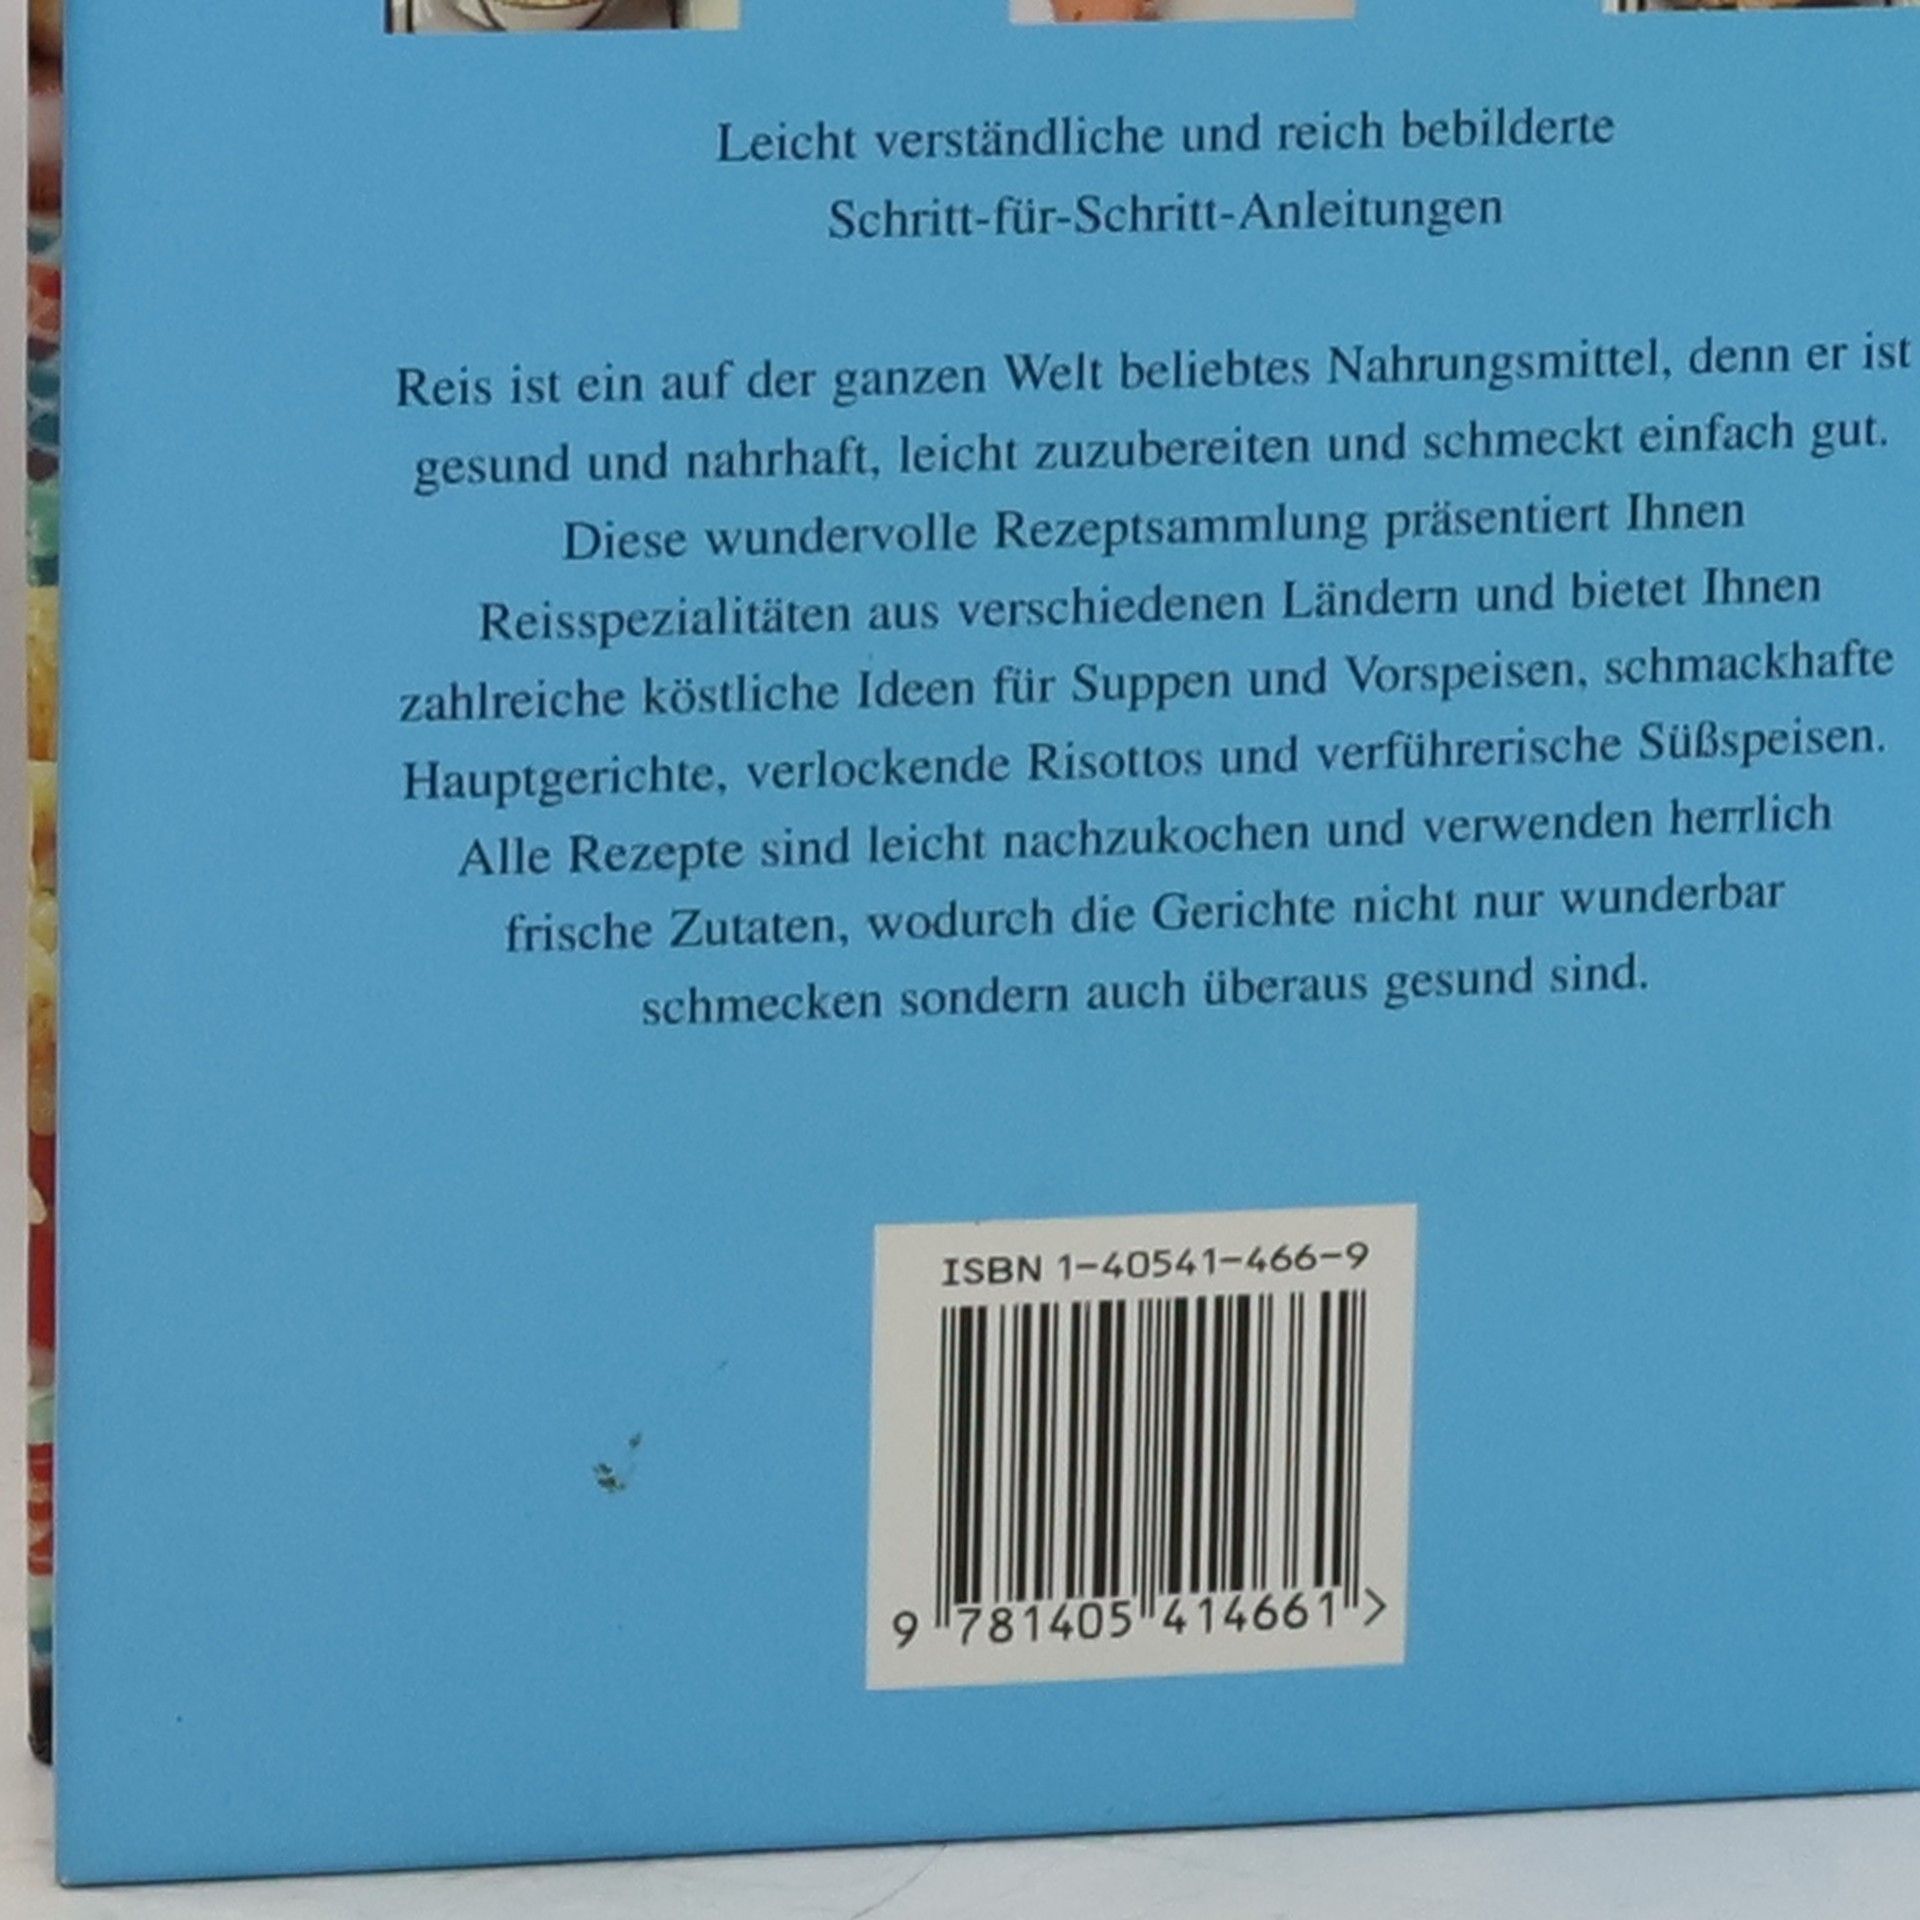 Leicht verständliche und reich bebilderte
Schritt-für-Schritt-Anleitungen
Reis ist ein auf der ganzen Welt beliebtes Nahrungsmittel, denn er ist
gesund und nahrhaft, leicht zuzubereiten und schmeckt einfach gut.
Diese wundervolle Rezeptsammlung präsentiert Ihnen
Reisspezialitäten aus verschiedenen Ländern und bietet Ihnen
zahlreiche köstliche Ideen für Suppen und Vorspeisen, schmackhafte
Hauptgerichte, verlockende Risottos und verführerische Süßspeisen.
Alle Rezepte sind leicht nachzukochen und verwenden herrlich
frische Zutaten, wodurch die Gerichte nicht nur wunderbar
schmecken sondern auch überaus gesund sind.
ISBN 1-40541-466-9
9 781405 414661 >